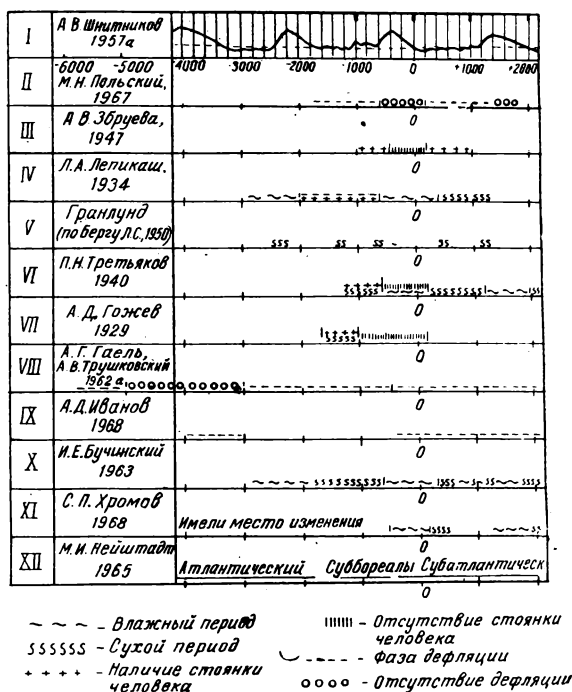 I
А В. Шнитников
1957а
-6000 -5000 -4000 -3000 -2000 -1000 0 +1000 +2000
II
М. Н. Польский,
1967
0
III
А В Збруева,
1947
0
IV
Л. А. Лепикаш,
1934
0
V
Гранлунд
(по бергу Л.С., 1950)
0
VI
П.Н. Третьяков
1940
0
VII
А. Д. Гожев
1929
0
VIII
А. Г. Гаель,
А. В. Трушковский
1962 а
0
IX
А.Д. Иванов
1968
0
X
И.Е. Бучинский
1963
0
XI
С. П. Хромов
1968
Имели место изменения
0
XII
М. И. Нейштадт
1965
Атлантический Суббореалы Субатлантическ
0
~ ~ ~ ~ - Влажный период
SSSSSS - Сухой период
+ + + + - Наличие стоянки
человека
ııııııı - Отсутствие стоянки
человека
- Фаза дефляции
оооо - Отсутствие дефляции